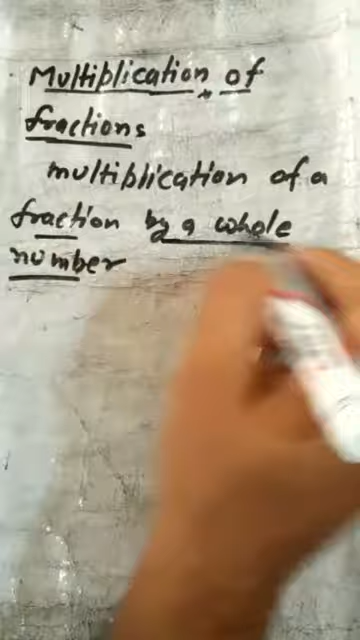 Multiplication of
fractions
multiplication of a
fraction by a whole
number